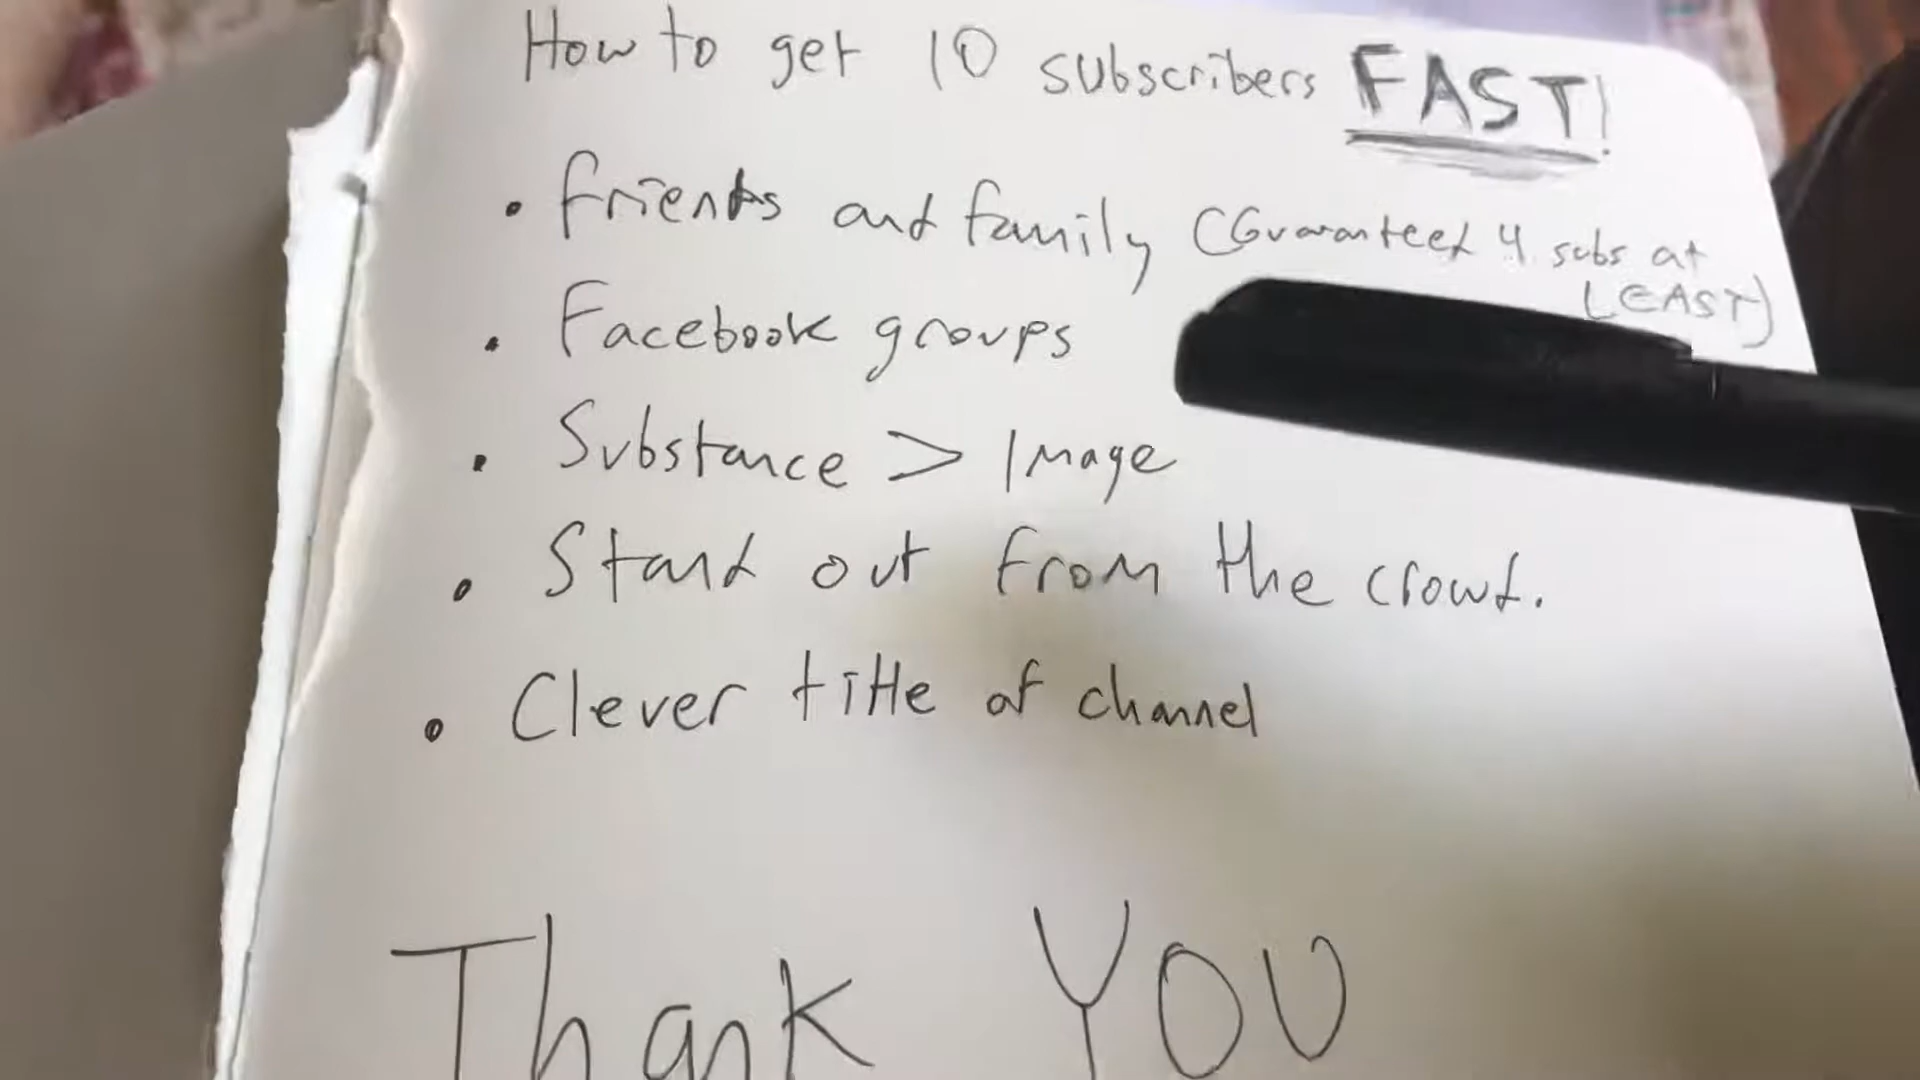 How to get 10 subscribers FAST!
• friends and family (Guaranteed 4 subs at
LEAST)
• Facebook groups
• Substance > Image
• Stand out from the crowd.
• Clever title of channel
Thank YOU